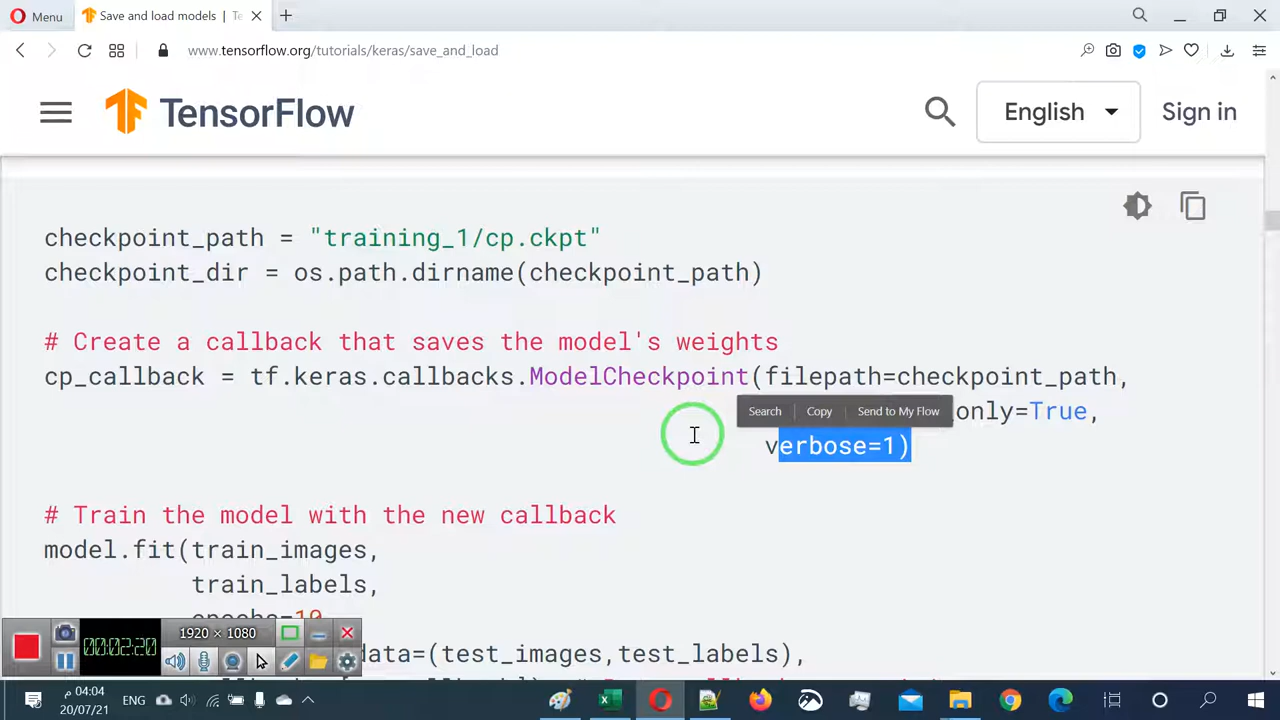 Menu
Save and load models | Te
www.tensorflow.org/tutorials/keras/save_and_load
TensorFlow
English
Sign in
checkpoint_path = "training_1/cp.ckpt"
checkpoint_dir = os.path.dirname(checkpoint_path)
# Create a callback that saves the model's weights
cp_callback = tf.keras.callbacks.ModelCheckpoint(filepath=checkpoint_path,
Search Copy Send to My Flow
only=True,
verbose=1)
# Train the model with the new callback
model.fit(train_images,
train_labels,
epochs=10
00:02:20
1920 × 1080
data=(test_images,test_labels),
ENG
04:04 م
20/07/21